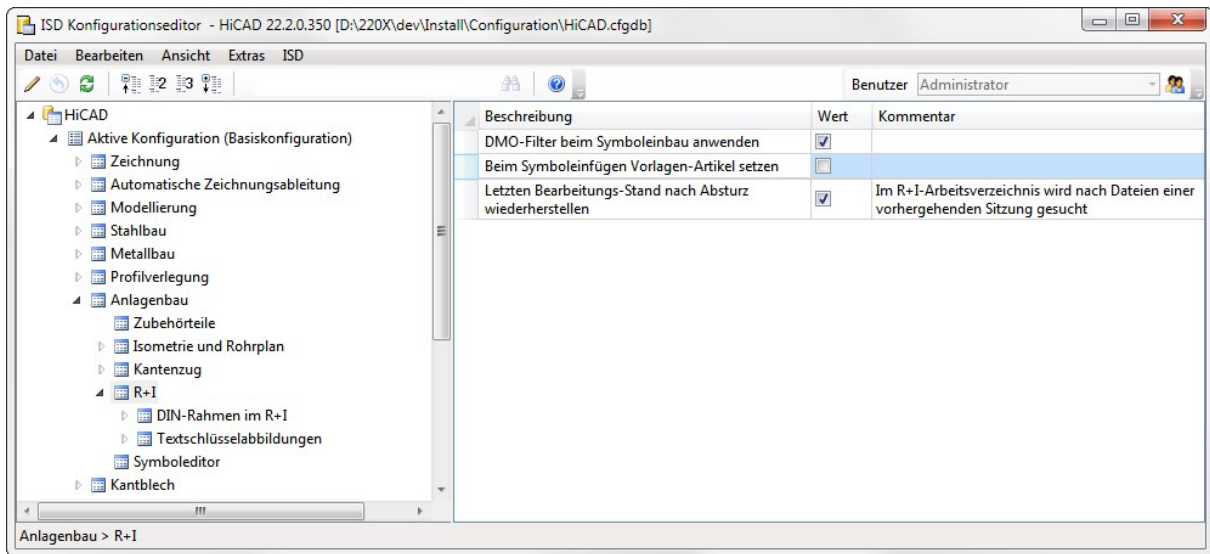 ISD Konfigurationseditor - HiCAD 22.2.0.350 [D:\220X\dev\Install\Configuration\HiCAD.cfgdb]
Datei Bearbeiten Ansicht Extras ISD
2 3
Benutzer Administrator
HiCAD
Aktive Konfiguration (Basiskonfiguration)
Zeichnung
Automatische Zeichnungsableitung
Modellierung
Stahlbau
Metallbau
Profilverlegung
Anlagenbau
Zubehörteile
Isometrie und Rohrplan
Kantenzug
R+I
DIN-Rahmen im R+I
Textschlüsselabbildungen
Symboleditor
Kantblech
Beschreibung Wert Kommentar
DMO-Filter beim Symboleinbau anwenden
Beim Symboleinfügen Vorlagen-Artikel setzen
Letzten Bearbeitungs-Stand nach Absturz
wiederherstellen
Im R+I-Arbeitsverzeichnis wird nach Dateien einer
vorhergehenden Sitzung gesucht
Anlagenbau > R+I